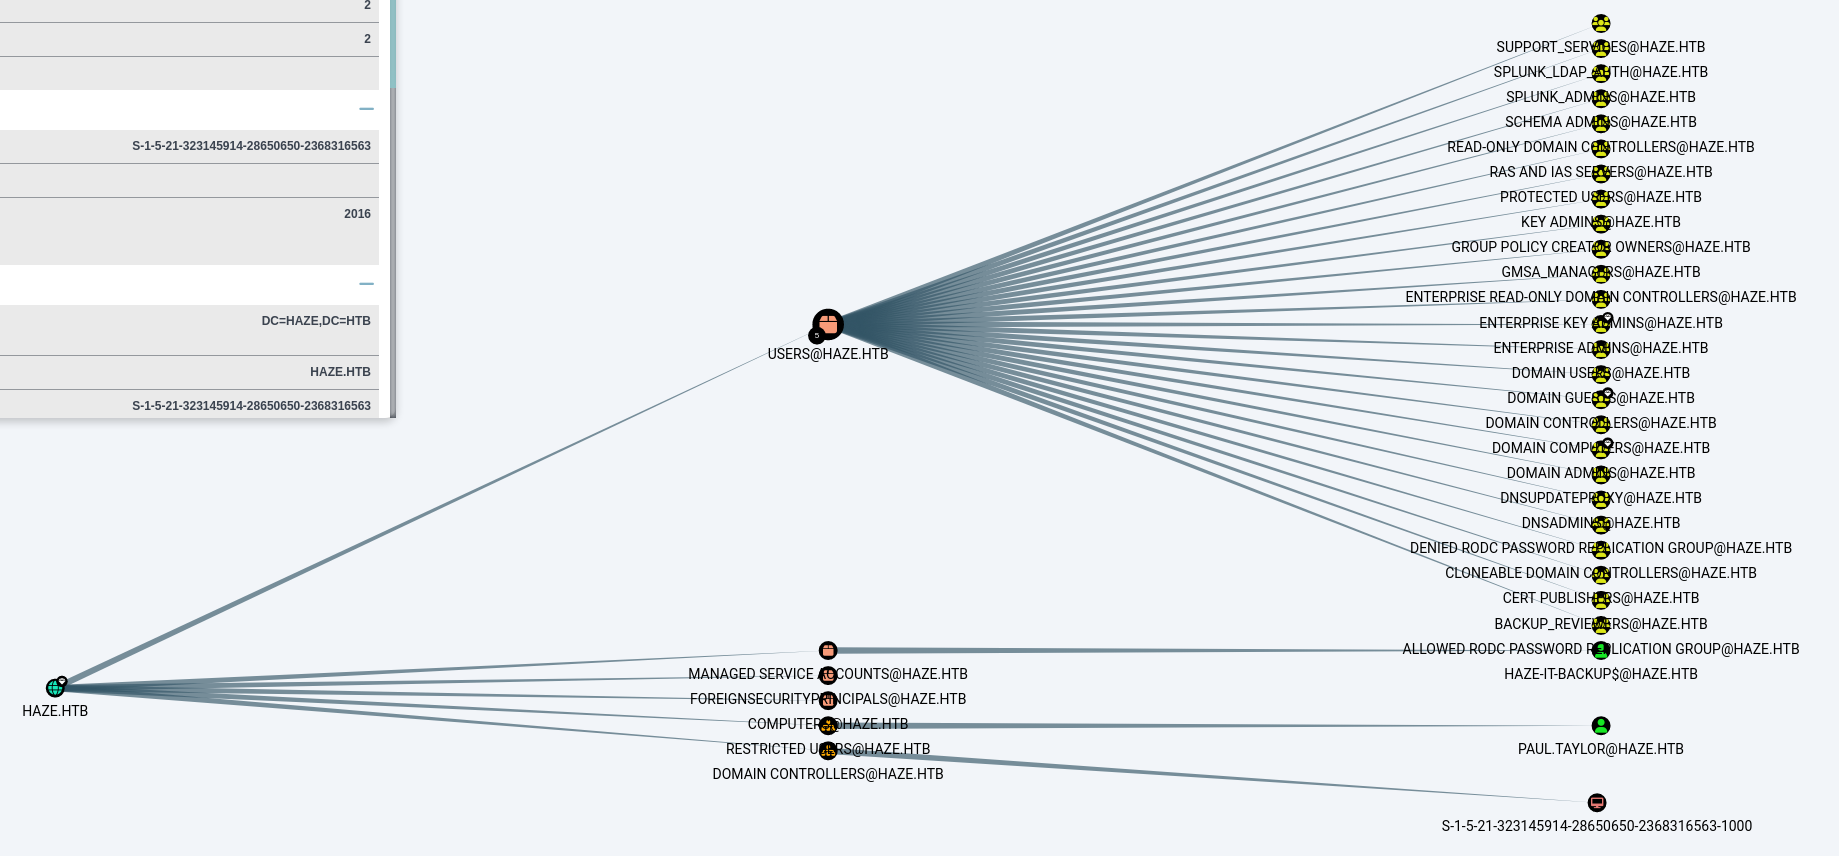 2
2
S-1-5-21-323145914-28650650-2368316563
2016
DC=HAZE,DC=HTB
HAZE.HTB
S-1-5-21-323145914-28650650-2368316563
HAZE.HTB
5
USERS@HAZE.HTB
MANAGED SERVICE ACCOUNTS@HAZE.HTB
FOREIGNSECURITYPRINCIPALS@HAZE.HTB
COMPUTERS@HAZE.HTB
RESTRICTED USERS@HAZE.HTB
DOMAIN CONTROLLERS@HAZE.HTB
SUPPORT_SERVICES@HAZE.HTB
SPLUNK_LDAP_AUTH@HAZE.HTB
SPLUNK_ADMINS@HAZE.HTB
SCHEMA ADMINS@HAZE.HTB
READ-ONLY DOMAIN CONTROLLERS@HAZE.HTB
RAS AND IAS SERVERS@HAZE.HTB
PROTECTED USERS@HAZE.HTB
KEY ADMINS@HAZE.HTB
GROUP POLICY CREATOR OWNERS@HAZE.HTB
GMSA_MANAGERS@HAZE.HTB
ENTERPRISE READ-ONLY DOMAIN CONTROLLERS@HAZE.HTB
ENTERPRISE KEY ADMINS@HAZE.HTB
ENTERPRISE ADMINS@HAZE.HTB
DOMAIN USERS@HAZE.HTB
DOMAIN GUESTS@HAZE.HTB
DOMAIN CONTROLLERS@HAZE.HTB
DOMAIN COMPUTERS@HAZE.HTB
DOMAIN ADMINS@HAZE.HTB
DNSUPDATEPROXY@HAZE.HTB
DNSADMINS@HAZE.HTB
DENIED RODC PASSWORD REPLICATION GROUP@HAZE.HTB
CLONEABLE DOMAIN CONTROLLERS@HAZE.HTB
CERT PUBLISHERS@HAZE.HTB
BACKUP_REVIEWERS@HAZE.HTB
ALLOWED RODC PASSWORD REPLICATION GROUP@HAZE.HTB
HAZE-IT-BACKUP$@HAZE.HTB
PAUL.TAYLOR@HAZE.HTB
S-1-5-21-323145914-28650650-2368316563-1000